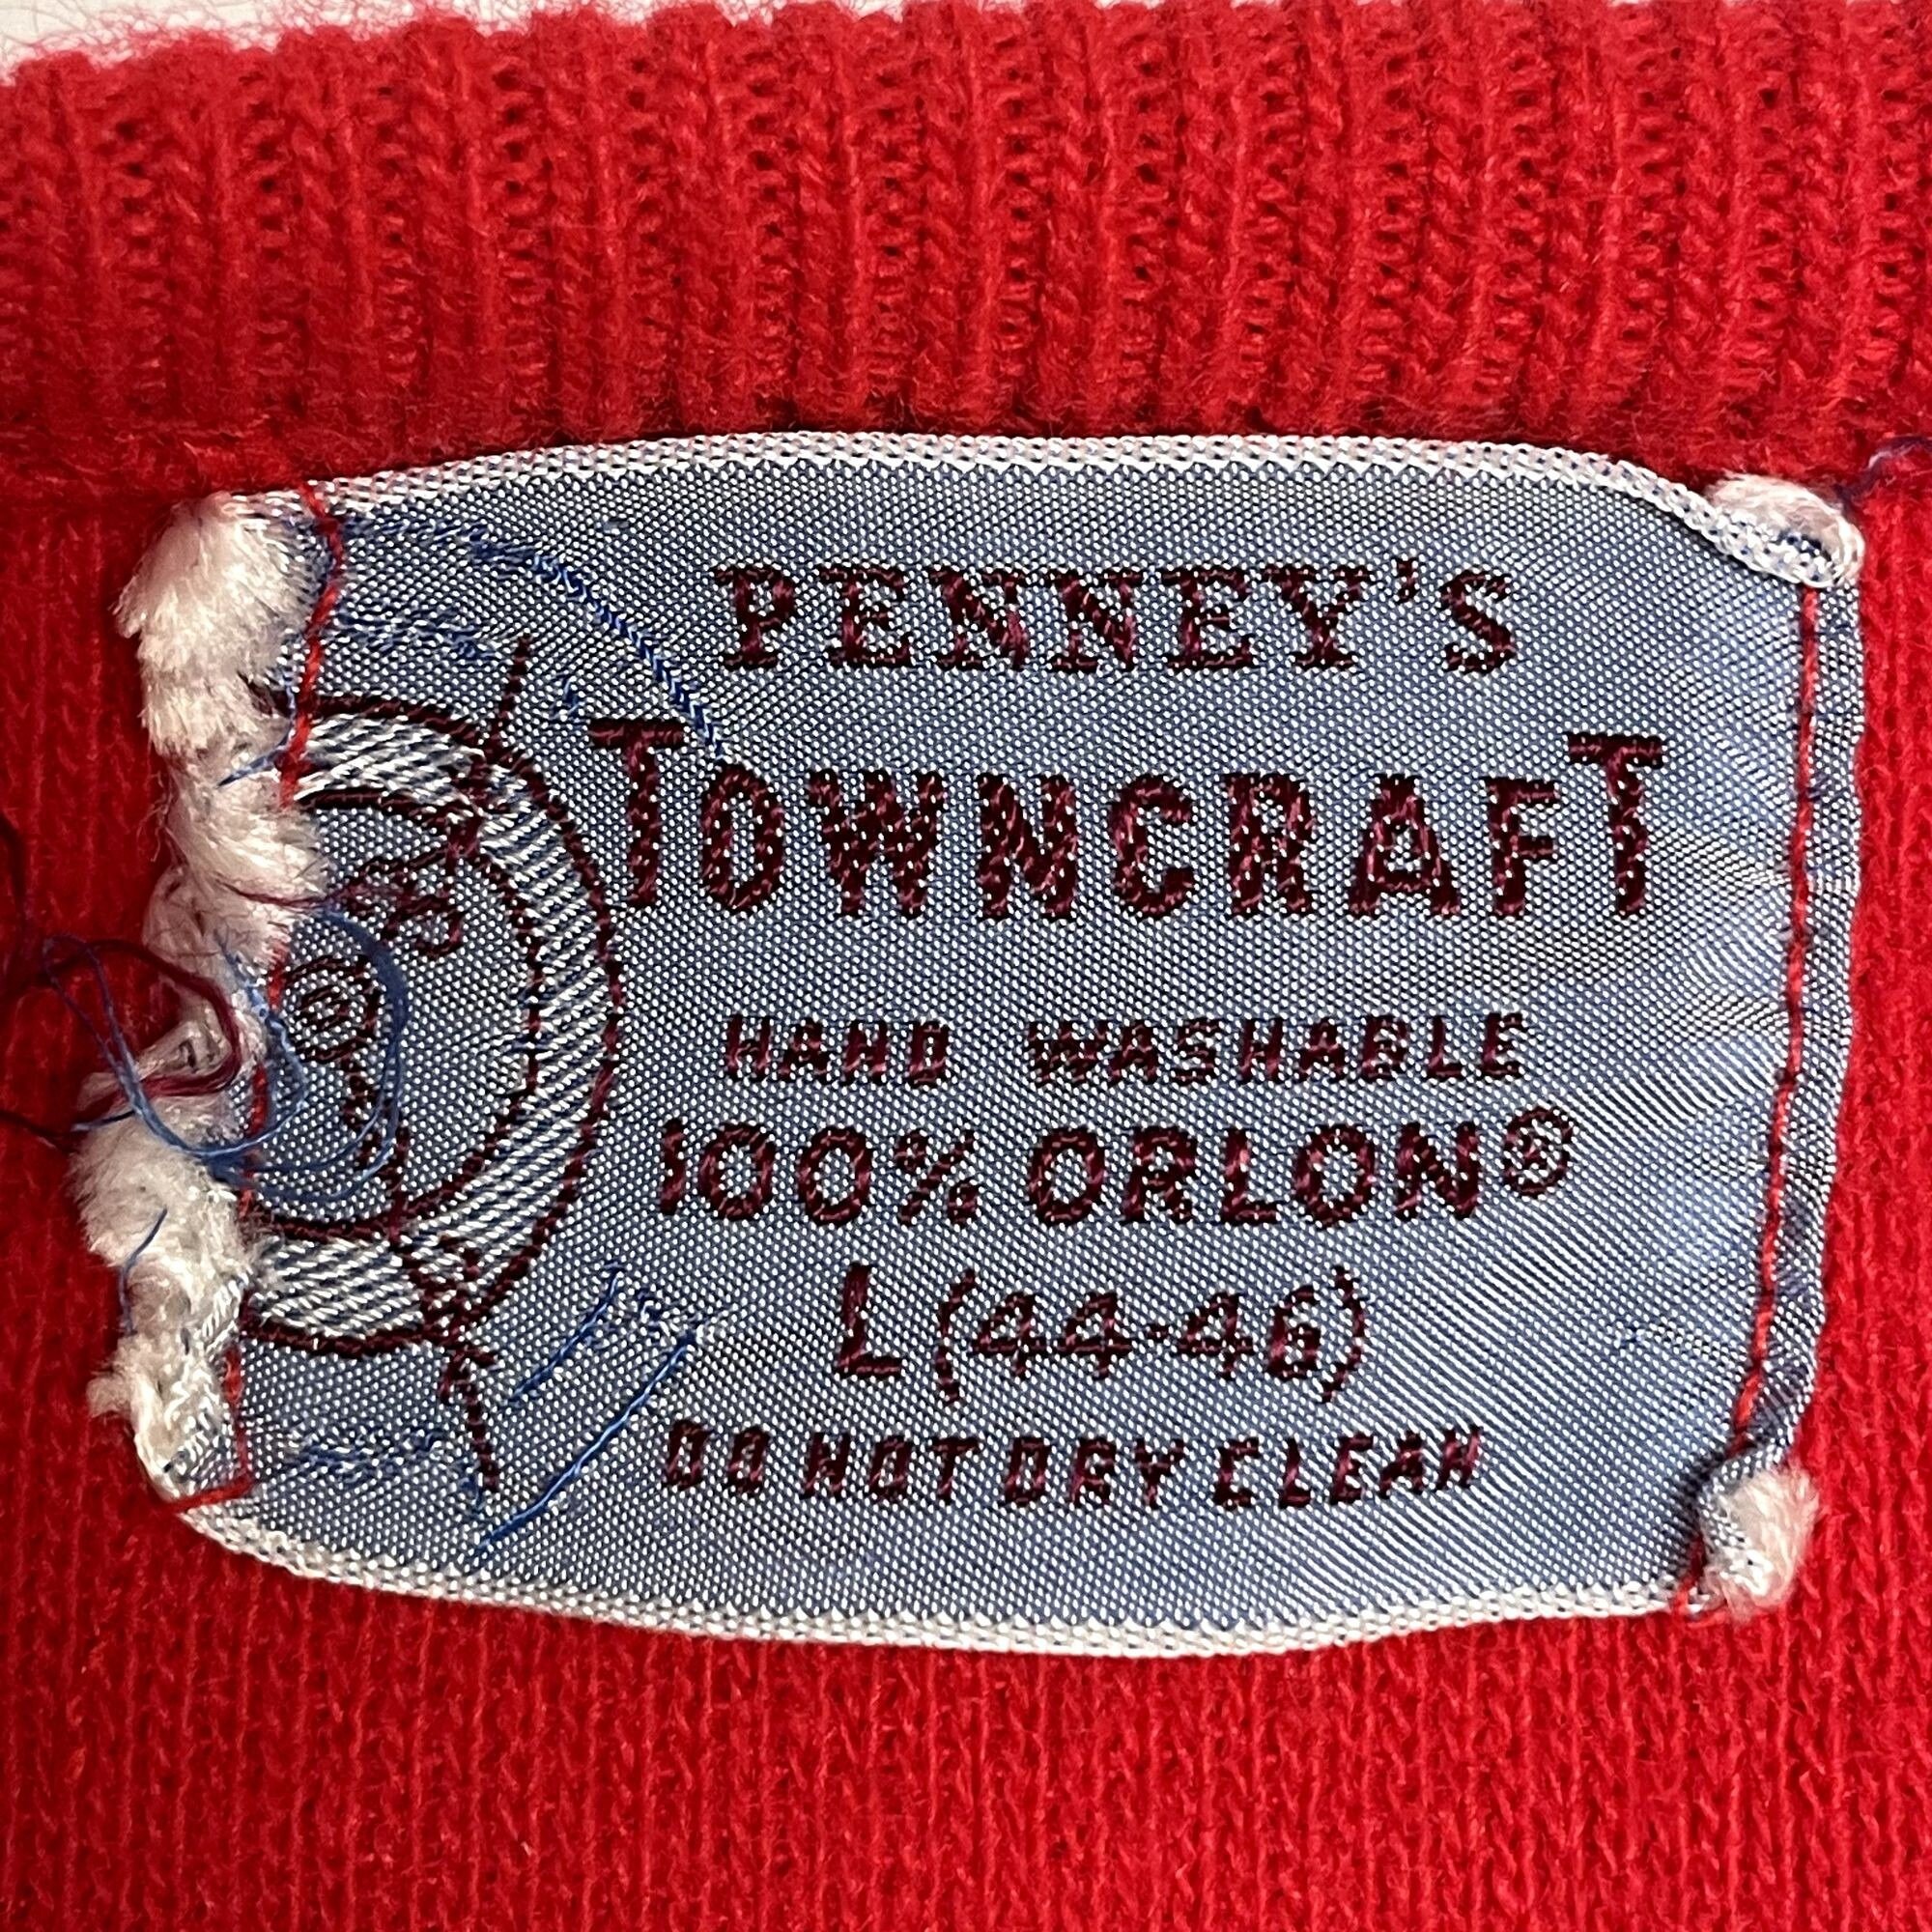 PENNEY'S
TOWNCRAFT
HAND WASHABLE
100% ORLON®
L (44-46)
DO NOT DRY CLEAN
®